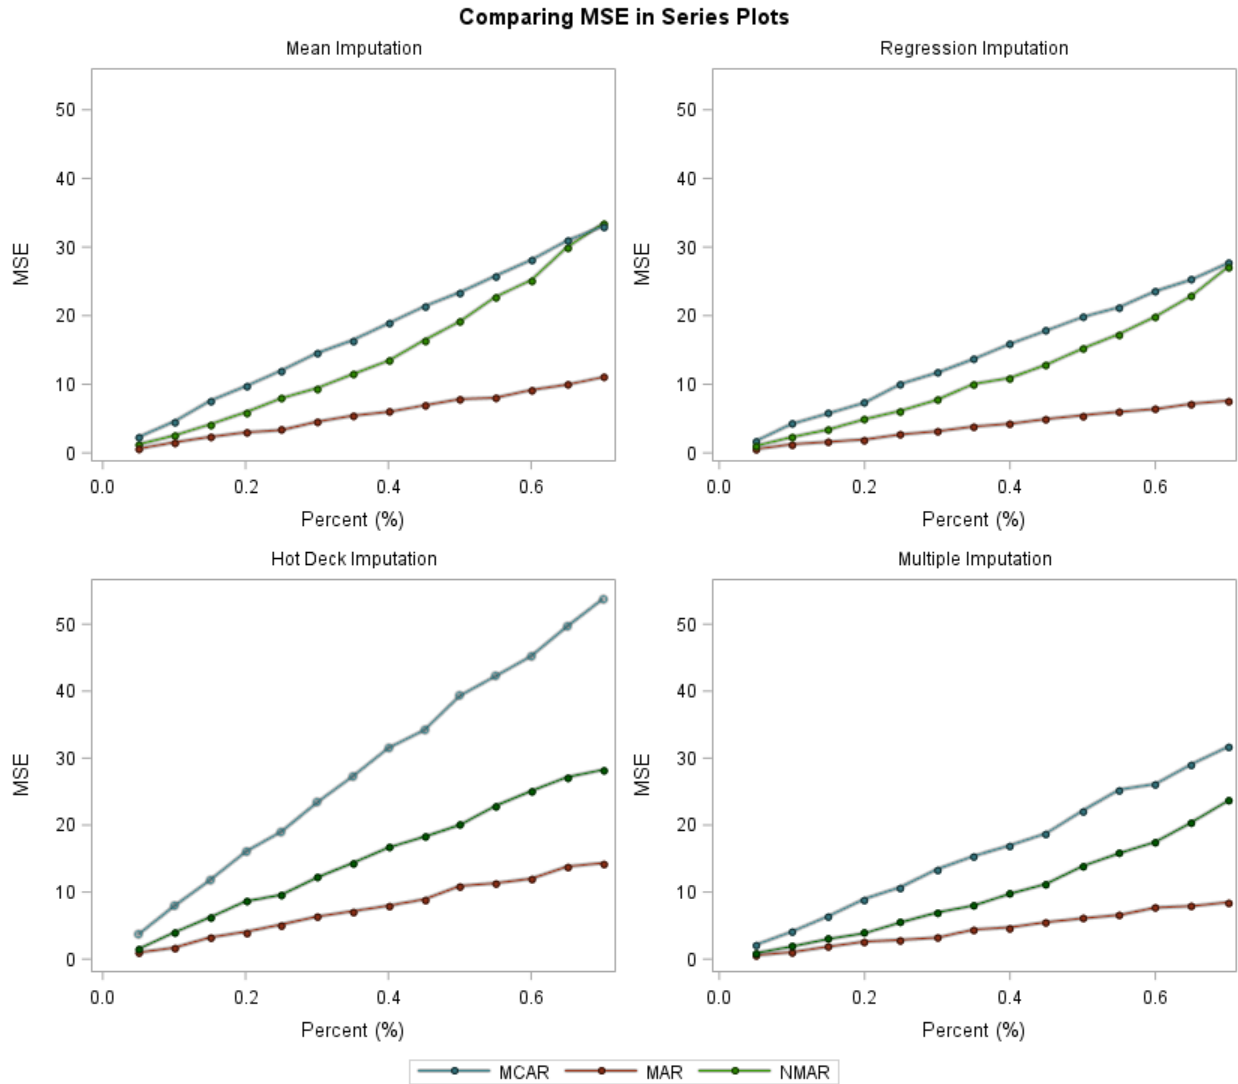 Comparing MSE in Series Plots
Mean Imputation
Regression Imputation
50
40
30
20
10
0
MSE
0.0 0.2 0.4 0.6
Percent (%)
50
40
30
20
10
0
MSE
0.0 0.2 0.4 0.6
Percent (%)
Hot Deck Imputation
Multiple Imputation
50
40
30
20
10
0
MSE
0.0 0.2 0.4 0.6
Percent (%)
50
40
30
20
10
0
MSE
0.0 0.2 0.4 0.6
Percent (%)
MCAR MAR NMAR